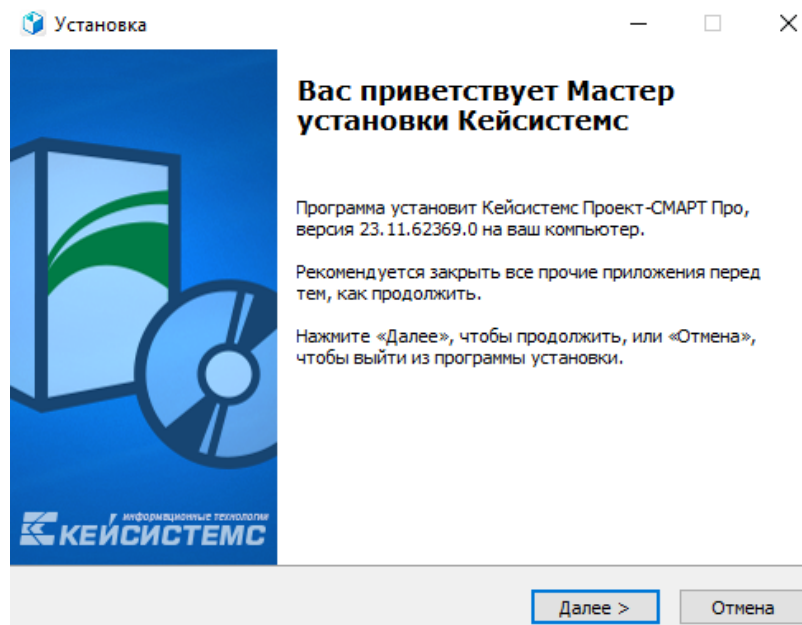 Установка
Вас приветствует Мастер
установки Кейсистемс
Программа установит Кейсистемс Проект-СМАРТ Про,
версия 23.11.62369.0 на ваш компьютер.
Рекомендуется закрыть все прочие приложения перед
тем, как продолжить.
Нажмите «Далее», чтобы продолжить, или «Отмена»,
чтобы выйти из программы установки.
информационные технологии
КЕЙСИСТЕМС
Далее >
Отмена